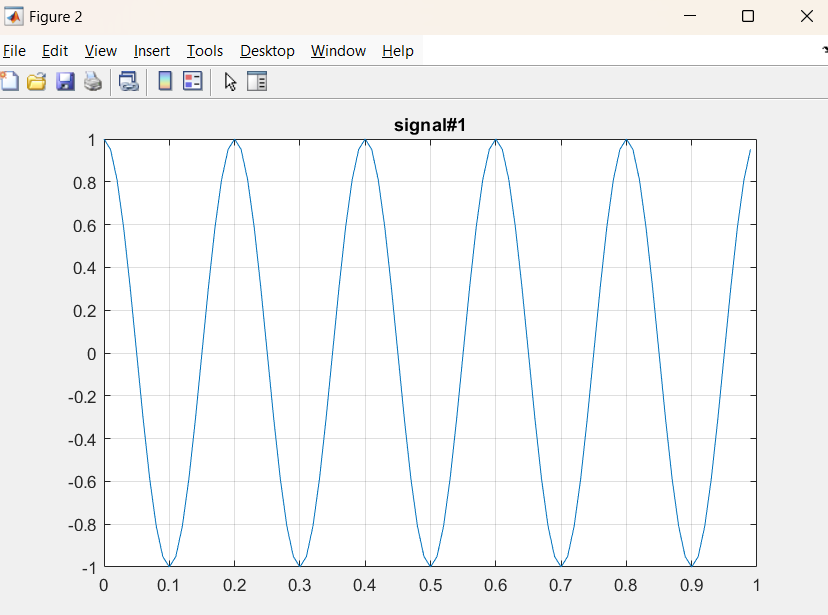 Figure 2
File Edit View Insert Tools Desktop Window Help
signal#1
1
0.8
0.6
0.4
0.2
0
-0.2
-0.4
-0.6
-0.8
-1
0 0.1 0.2 0.3 0.4 0.5 0.6 0.7 0.8 0.9 1